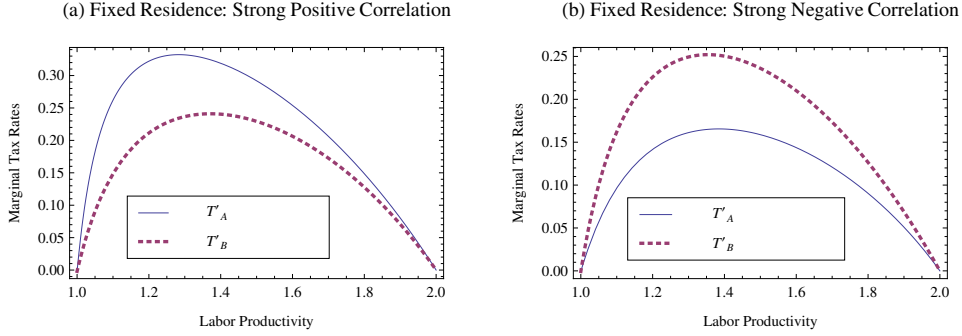 (a) Fixed Residence: Strong Positive Correlation
0.30
0.25
0.20
0.15
0.10
0.05
0.00
Marginal Tax Rates
T'A
T'B
1.0 1.2 1.4 1.6 1.8 2.0
Labor Productivity
(b) Fixed Residence: Strong Negative Correlation
0.25
0.20
0.15
0.10
0.05
0.00
Marginal Tax Rates
T'A
T'B
1.0 1.2 1.4 1.6 1.8 2.0
Labor Productivity